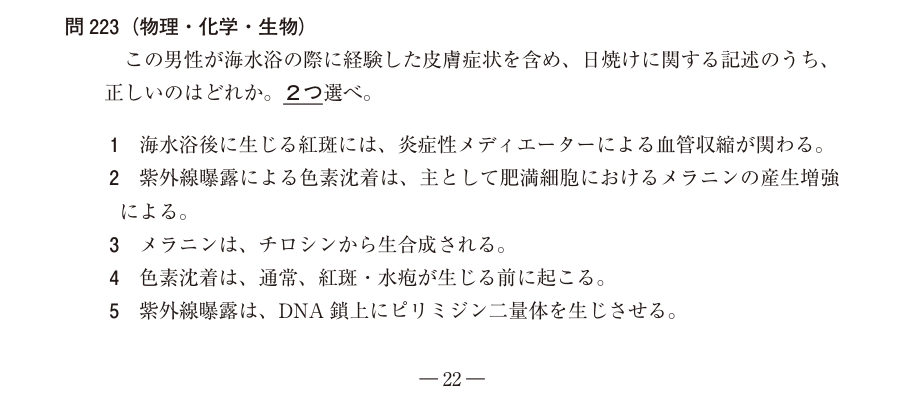 問 223（物理・化学・生物）
この男性が海水浴の際に経験した皮膚症状を含め、日焼けに関する記述のうち、
正しいのはどれか。２つ選べ。
1　海水浴後に生じる紅斑には、炎症性メディエーターによる血管収縮が関わる。
2　紫外線曝露による色素沈着は、主として肥満細胞におけるメラニンの産生増強
による。
3　メラニンは、チロシンから生合成される。
4　色素沈着は、通常、紅斑・水疱が生じる前に起こる。
5　紫外線曝露は、DNA 鎖上にピリミジン二量体を生じさせる。
― 22 ―